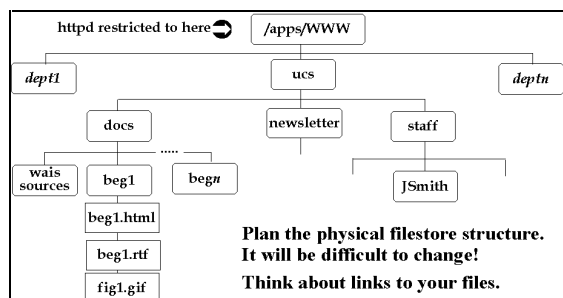 httpd restricted to here
/apps/WWW
dept1
ucs
deptn
docs
newsletter
staff
.....
wais
sources
beg1
begn
JSmith
beg1.html
beg1.rtf
fig1.gif
Plan the physical filestore structure.
It will be difficult to change!
Think about links to your files.